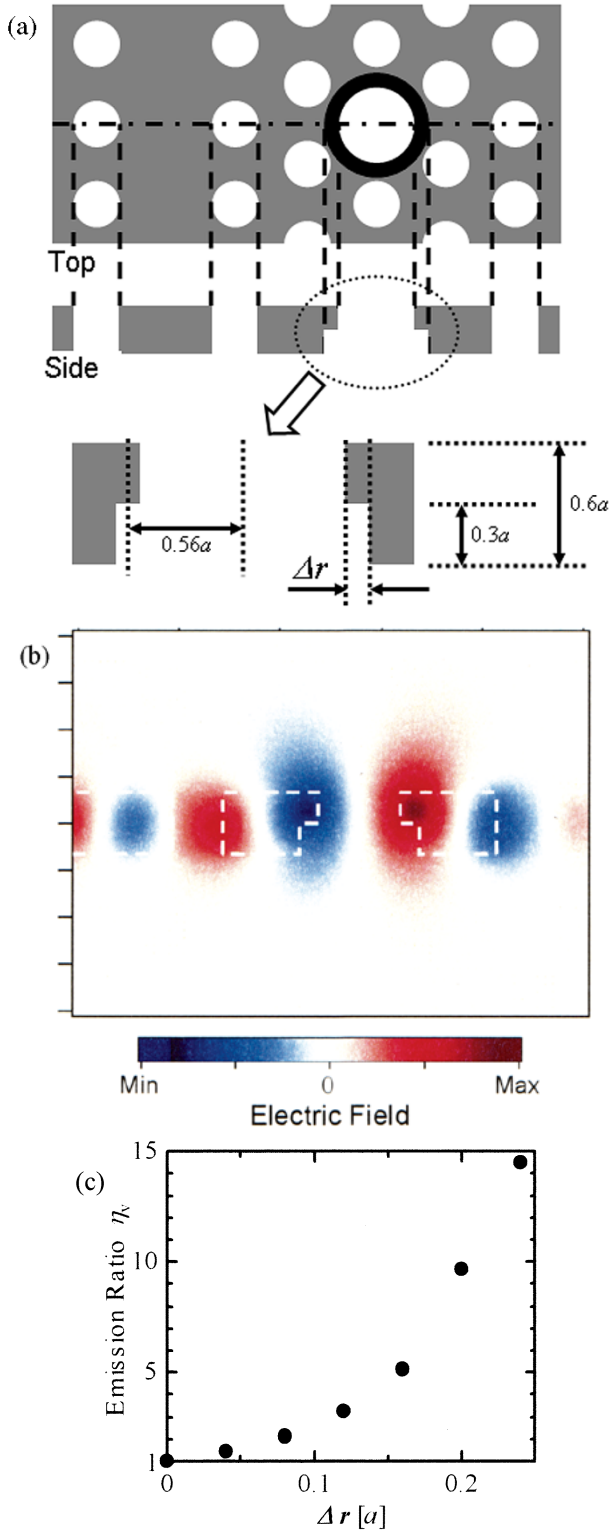 (a)
Top
Side
0.56a
0.3a
0.6a
Δr
(b)
Min 0 Max
Electric Field
(c)
15
10
5
1
Emission Ratio ηv
0 0.1 0.2
Δr [a]